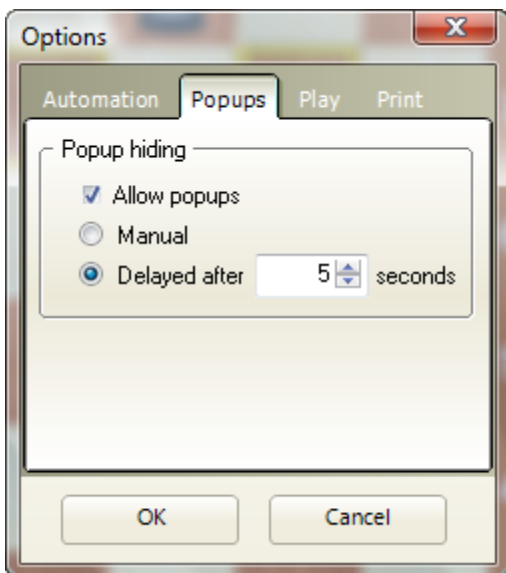 Options
Automation Popups Play Print
Popup hiding
Allow popups
Manual
Delayed after 5 seconds
OK Cancel